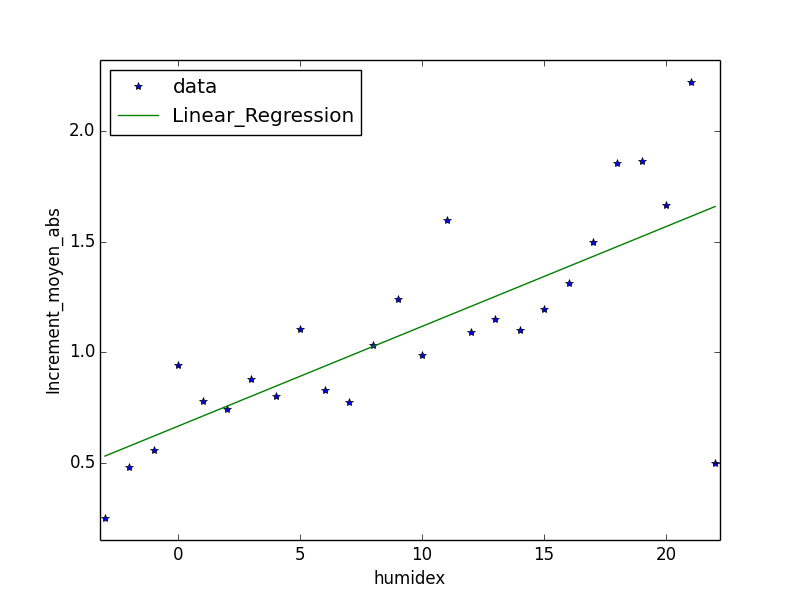 data
Linear_Regression
2.0
1.5
1.0
0.5
Increment_moyen_abs
0 5 10 15 20
humidex